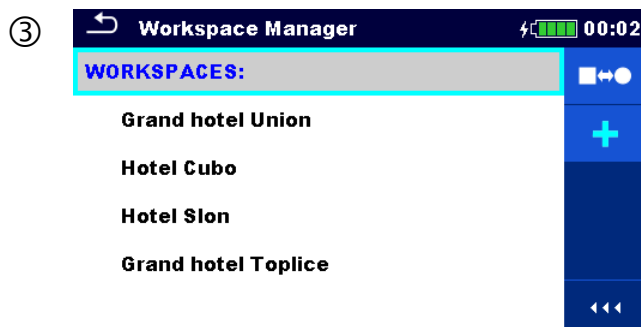 ③
Workspace Manager
00:02
WORKSPACES:
Grand hotel Union
Hotel Cubo
Hotel Slon
Grand hotel Toplice